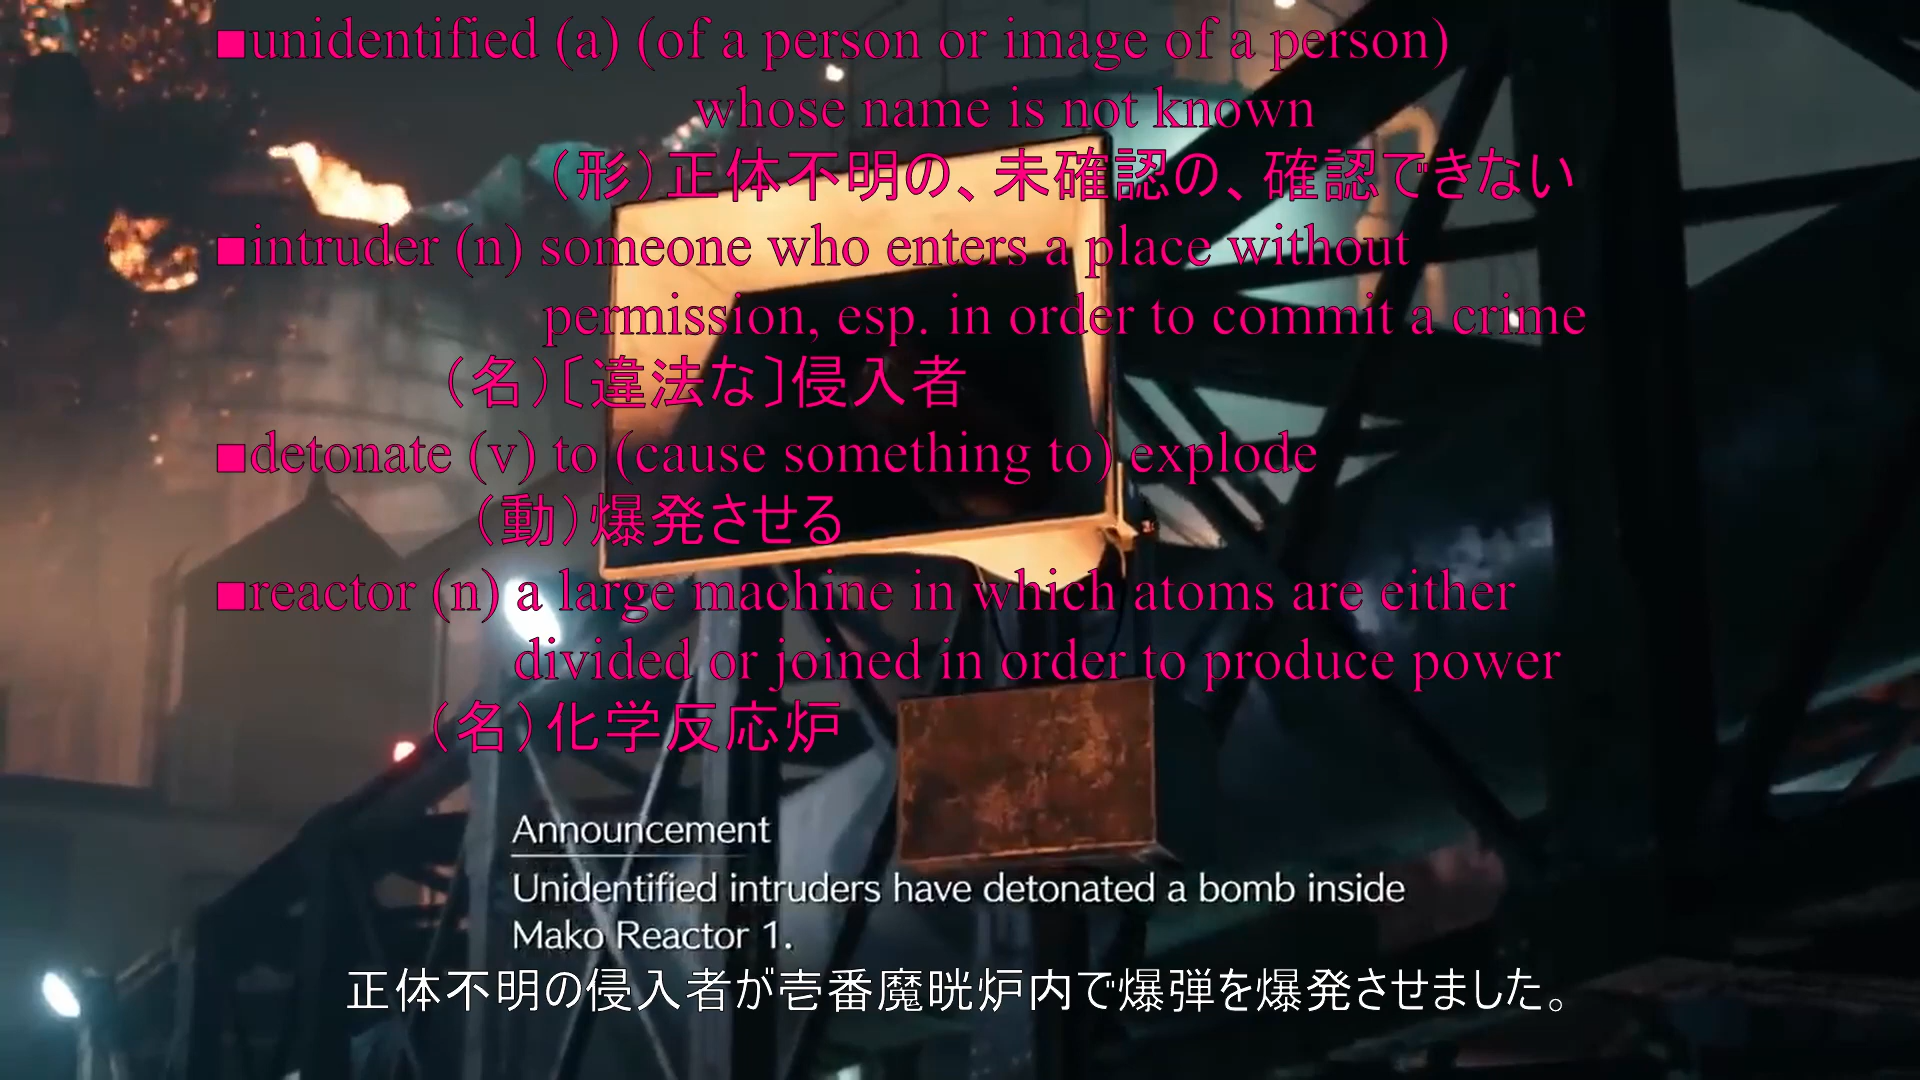 ■unidentified (a) (of a person or image of a person)
whose name is not known
（形）正体不明の、未確認の、確認できない
■intruder (n) someone who enters a place without
permission, esp. in order to commit a crime
（名）〔違法な〕侵入者
■detonate (v) to (cause something to) explode
（動）爆発させる
■reactor (n) a large machine in which atoms are either
divided or joined in order to produce power
（名）化学反応炉
Announcement
Unidentified intruders have detonated a bomb inside
Mako Reactor 1.
正体不明の侵入者が壱番魔晄炉内で爆弾を爆発させました。